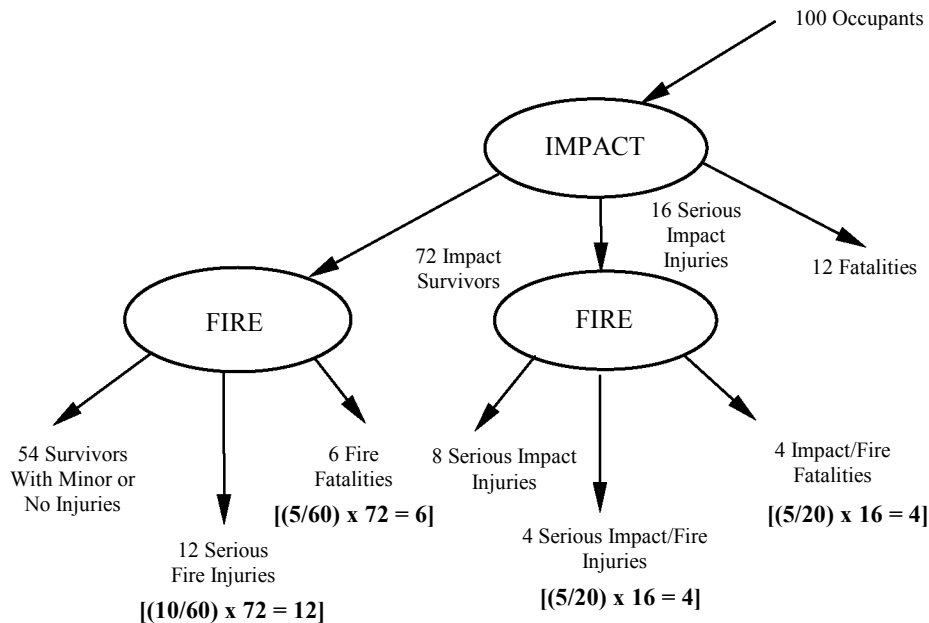 100 Occupants
IMPACT
72 Impact
Survivors
16 Serious
Impact
Injuries
12 Fatalities
FIRE
FIRE
54 Survivors
With Minor or
No Injuries
12 Serious
Fire Injuries
[(10/60) x 72 = 12]
6 Fire
Fatalities
[(5/60) x 72 = 6]
8 Serious Impact
Injuries
4 Serious Impact/Fire
Injuries
[(5/20) x 16 = 4]
4 Impact/Fire
Fatalities
[(5/20) x 16 = 4]